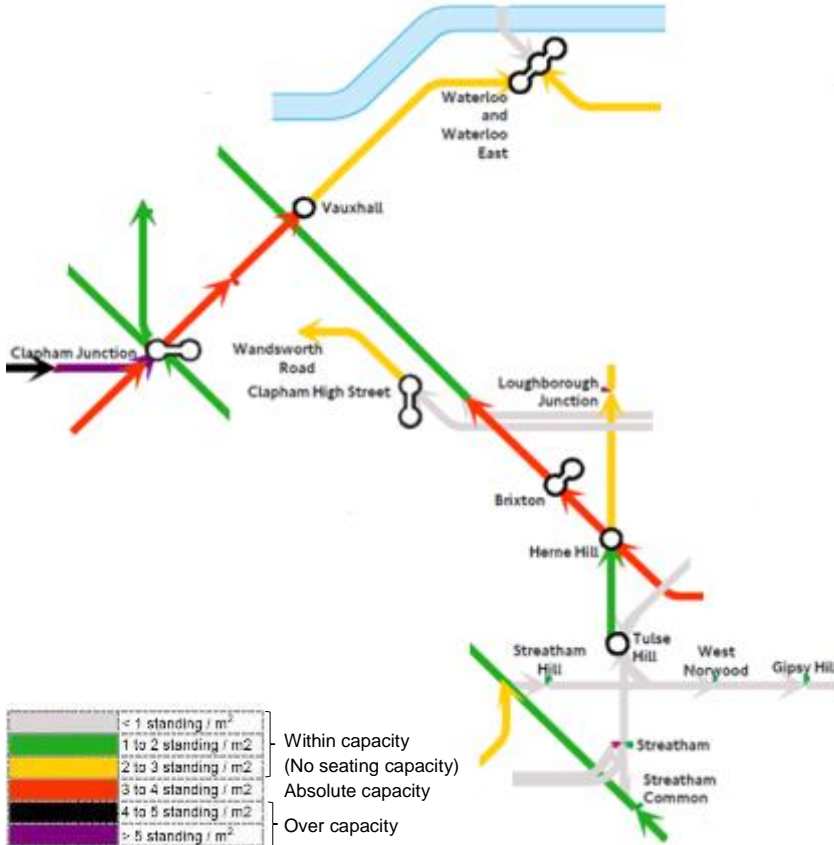 Waterloo
and
Waterloo
East
Vauxhall
Clapham Junction
Wandsworth
Road
Clapham High Street
Loughborough
Junction
Brixton
Herne Hill
Tulse
Hill
Streatham
Hill
West
Norwood
Gipsy Hill
Streatham
Streatham
Common
< 1 standing / m²
1 to 2 standing / m2
2 to 3 standing / m2
3 to 4 standing / m2
4 to 5 standing / m2
> 5 standing / m²
Within capacity
(No seating capacity)
Absolute capacity
Over capacity